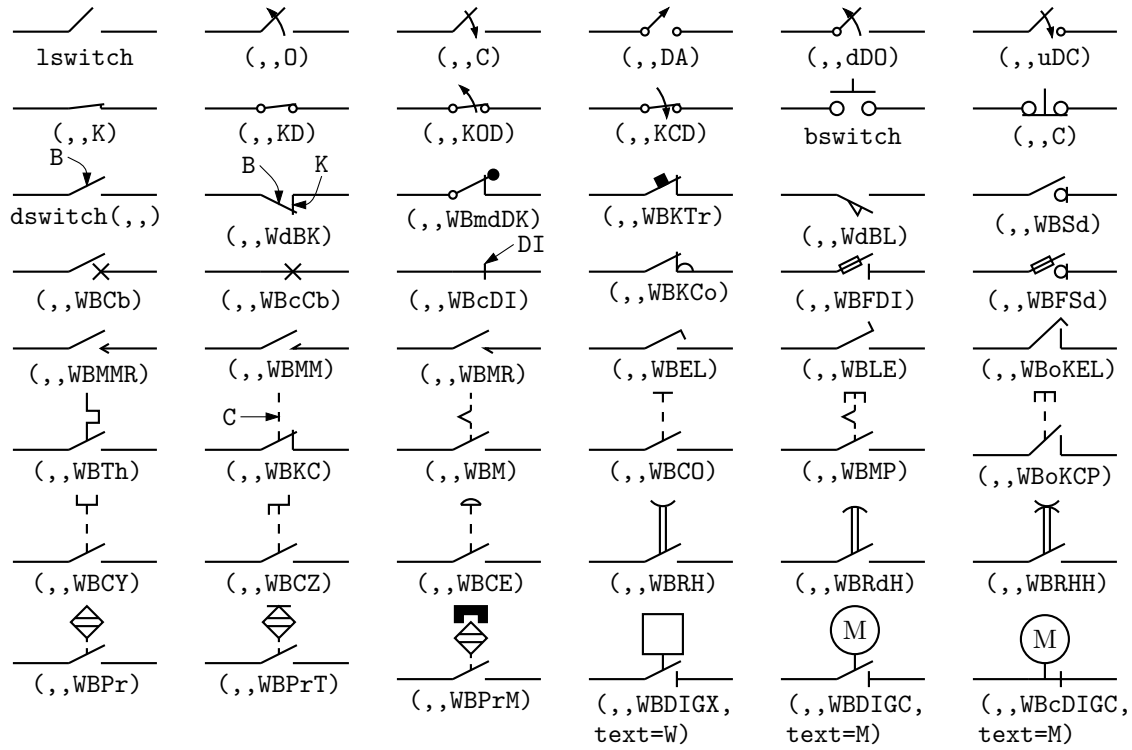 lswitch
(,,O)
(,,C)
(,,DA)
(,,dDO)
(,,uDC)
(,,K)
(,,KD)
(,,KOD)
(,,KCD)
bswitch
(,,C)
B
dswitch(,,)
B
K
(,,WdBK)
(,,WBmdDK)
(,,WBKTr)
(,,WdBL)
(,,WBSd)
(,,WBCb)
(,,WBcCb)
DI
(,,WBcDI)
(,,WBKCo)
(,,WBFDI)
(,,WBFSd)
(,,WBMMR)
(,,WBMM)
(,,WBMR)
(,,WBEL)
(,,WBLE)
(,,WBoKEL)
(,,WBTh)
C
(,,WBKC)
(,,WBM)
(,,WBCO)
(,,WBMP)
(,,WBoKCP)
(,,WBCY)
(,,WBCZ)
(,,WBCE)
(,,WBRH)
(,,WBRdH)
(,,WBRHH)
(,,WBPr)
(,,WBPrT)
(,,WBPrM)
(,,WBDIGX,
text=W)
M
(,,WBDIGC,
text=M)
M
(,,WBcDIGC,
text=M)